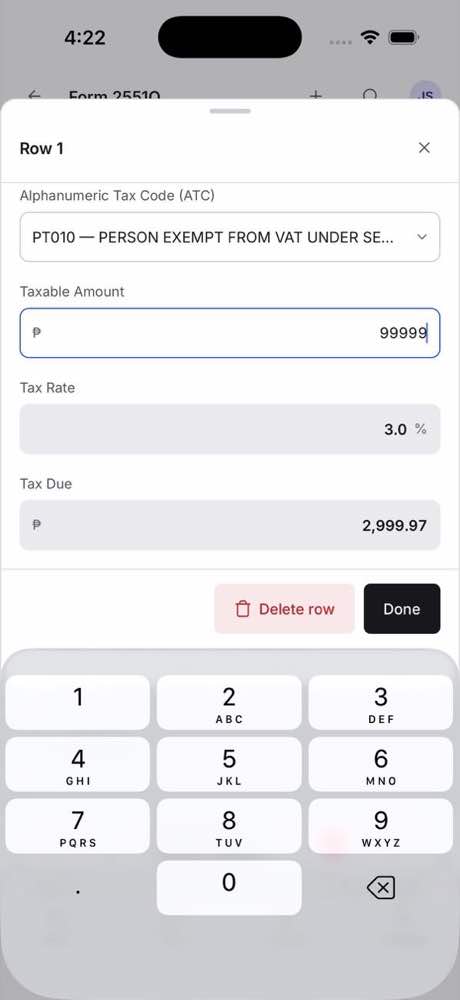 4:22
Form 2551Q
JS
Row 1
Alphanumeric Tax Code (ATC)
PT010 — PERSON EXEMPT FROM VAT UNDER SE...
Taxable Amount
₱ 99999
Tax Rate
3.0 %
Tax Due
₱ 2,999.97
Delete row Done
1 2 3
ABC DEF
4 5 6
GHI JKL MNO
7 8 9
PQRS TUV WXYZ
. 0